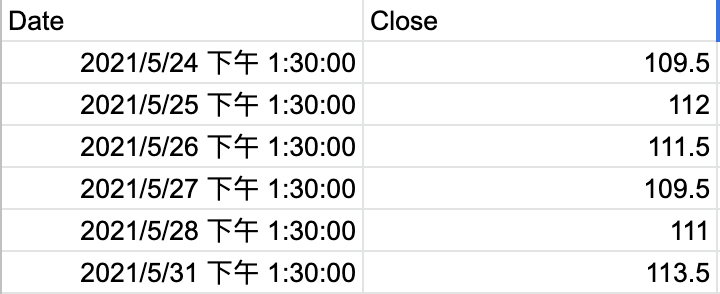 Date Close
2021/5/24 下午 1:30:00 109.5
2021/5/25 下午 1:30:00 112
2021/5/26 下午 1:30:00 111.5
2021/5/27 下午 1:30:00 109.5
2021/5/28 下午 1:30:00 111
2021/5/31 下午 1:30:00 113.5